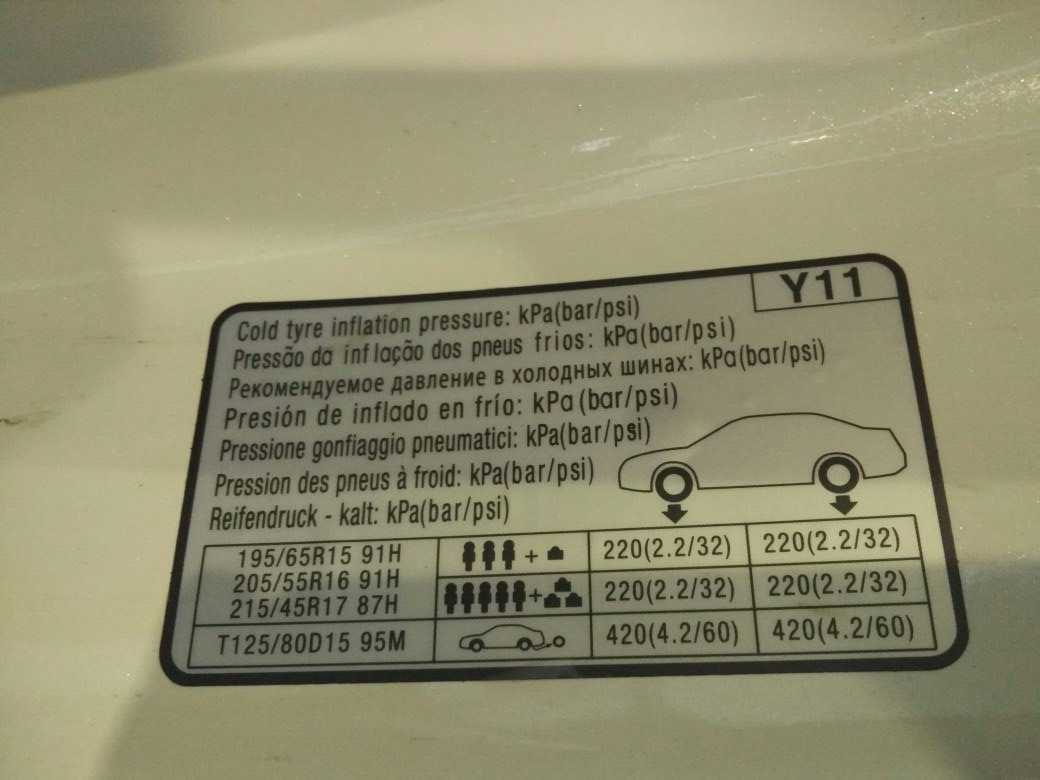 Y11
Cold tyre inflation pressure: kPa(bar/psi)
Pressão da inflação dos pneus frios: kPa(bar/psi)
Рекомендуемое давление в холодных шинах: kPa(bar/psi)
Presión de inflado en frío: kPa(bar/psi)
Pressione gonfiaggio pneumatici: kPa(bar/psi)
Pression des pneus à froid: kPa(bar/psi)
Reifendruck - kalt: kPa(bar/psi)
195/65R15 91H + 220(2.2/32) 220(2.2/32)
205/55R16 91H
215/45R17 87H + 220(2.2/32) 220(2.2/32)
T125/80D15 95M 420(4.2/60) 420(4.2/60)